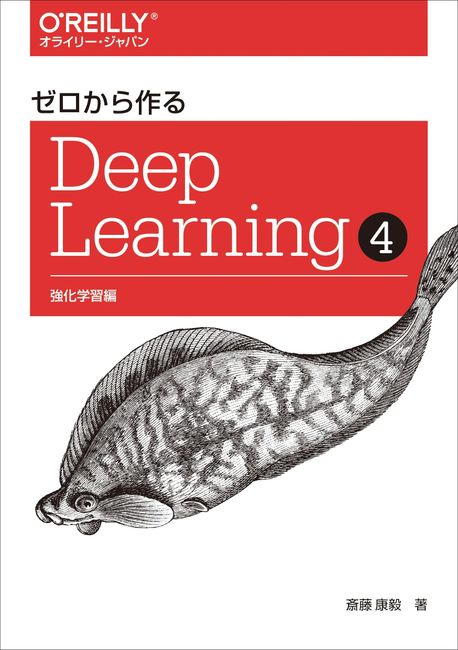 O'REILLY®
オライリー・ジャパン
ゼロから作る
Deep
Learning 4
強化学習編
斎藤 康毅 著